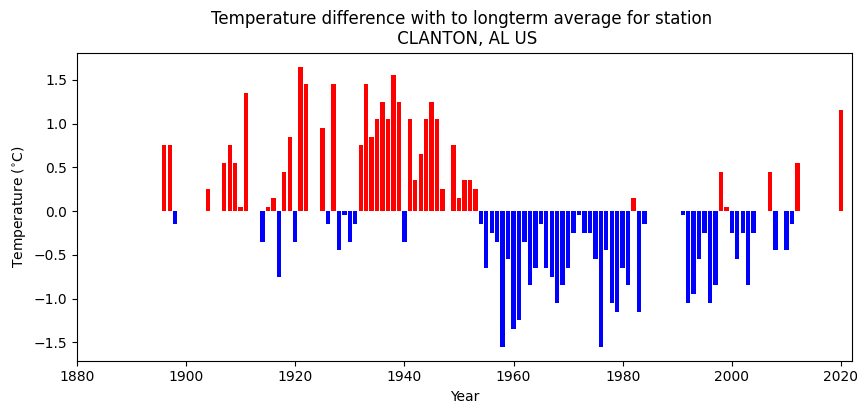 Temperature difference with to longterm average for station
CLANTON, AL US
Temperature (°C)
1.5
1.0
0.5
0.0
−0.5
−1.0
−1.5
1880 1900 1920 1940 1960 1980 2000 2020
Year